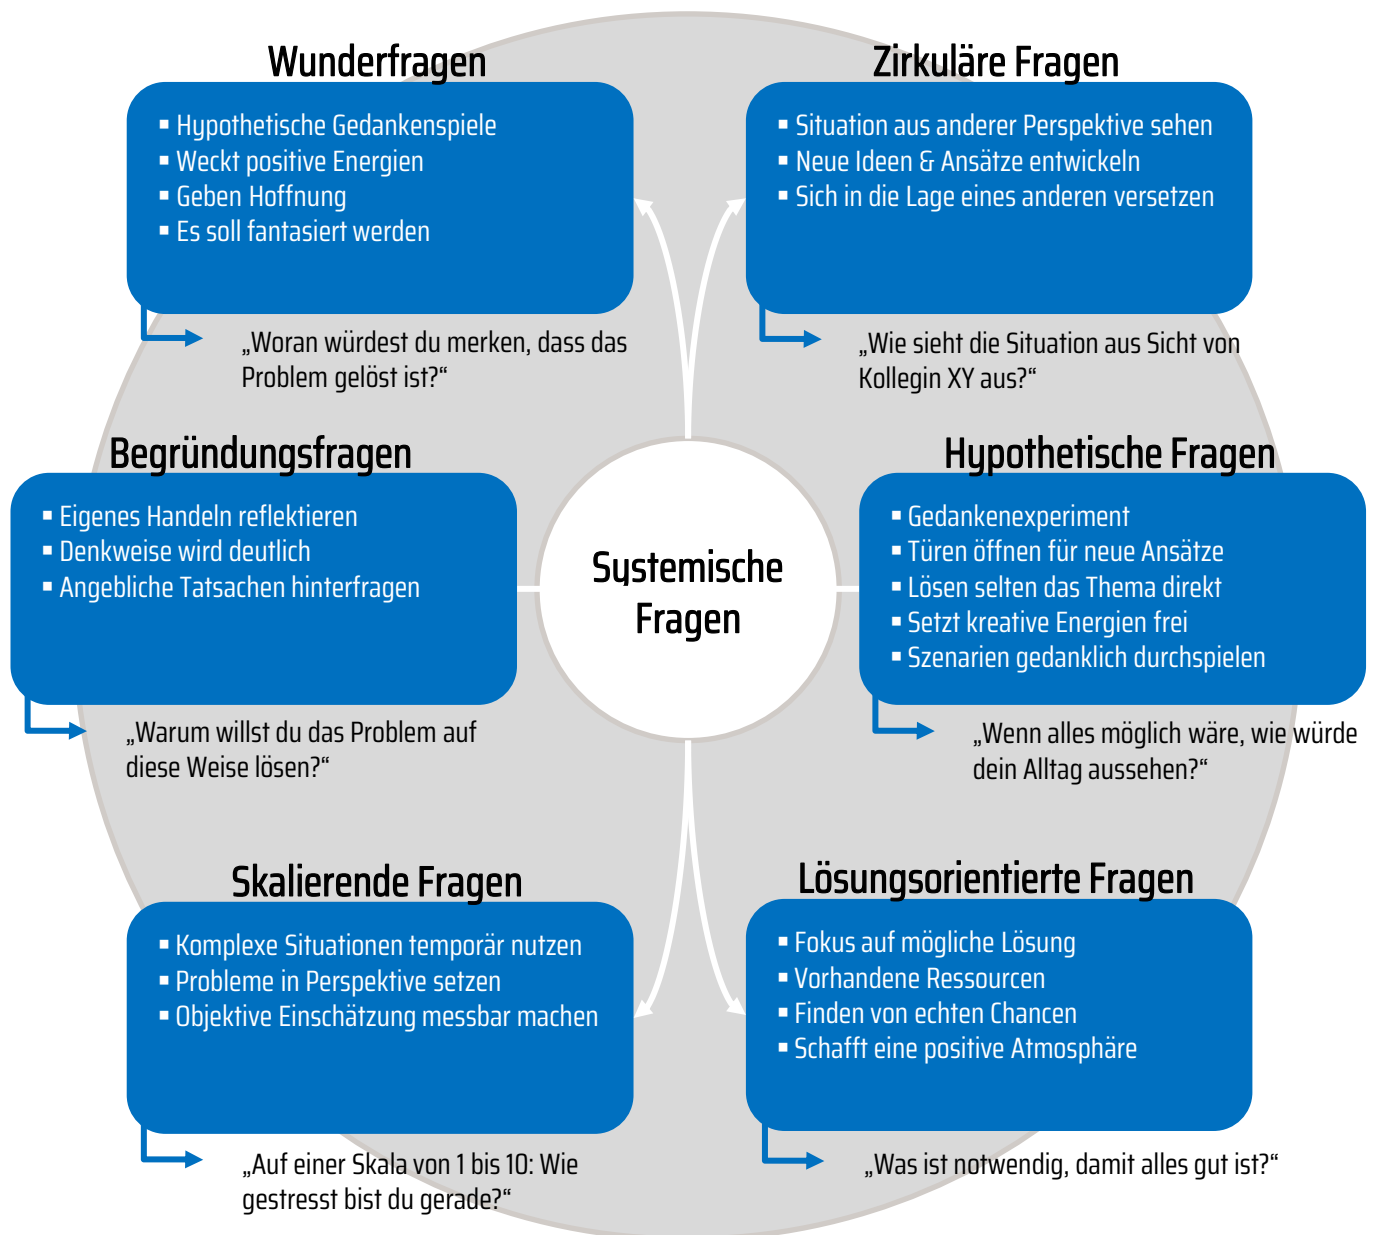 Wunderfragen
▪ Hypothetische Gedankenspiele
▪ Weckt positive Energien
▪ Geben Hoffnung
▪ Es soll fantasiert werden
„Woran würdest du merken, dass das
Problem gelöst ist?“
Zirkuläre Fragen
▪ Situation aus anderer Perspektive sehen
▪ Neue Ideen & Ansätze entwickeln
▪ Sich in die Lage eines anderen versetzen
„Wie sieht die Situation aus Sicht von
Kollegin XY aus?“
Begründungsfragen
▪ Eigenes Handeln reflektieren
▪ Denkweise wird deutlich
▪ Angebliche Tatsachen hinterfragen
„Warum willst du das Problem auf
diese Weise lösen?“
Systemische
Fragen
Hypothetische Fragen
▪ Gedankenexperiment
▪ Türen öffnen für neue Ansätze
▪ Lösen selten das Thema direkt
▪ Setzt kreative Energien frei
▪ Szenarien gedanklich durchspielen
„Wenn alles möglich wäre, wie würde
dein Alltag aussehen?“
Skalierende Fragen
▪ Komplexe Situationen temporär nutzen
▪ Probleme in Perspektive setzen
▪ Objektive Einschätzung messbar machen
„Auf einer Skala von 1 bis 10: Wie
gestresst bist du gerade?“
Lösungsorientierte Fragen
▪ Fokus auf mögliche Lösung
▪ Vorhandene Ressourcen
▪ Finden von echten Chancen
▪ Schafft eine positive Atmosphäre
„Was ist notwendig, damit alles gut ist?“